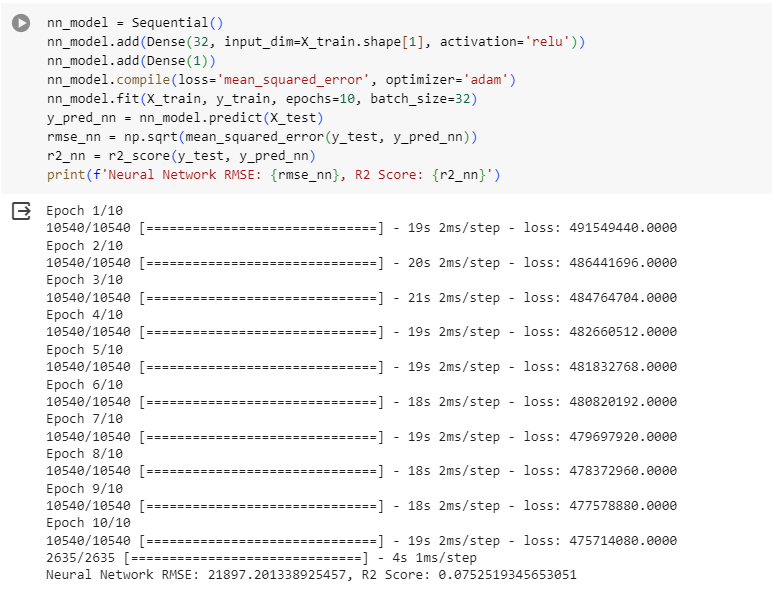 nn_model = Sequential()
nn_model.add(Dense(32, input_dim=X_train.shape[1], activation='relu'))
nn_model.add(Dense(1))
nn_model.compile(loss='mean_squared_error', optimizer='adam')
nn_model.fit(X_train, y_train, epochs=10, batch_size=32)
y_pred_nn = nn_model.predict(X_test)
rmse_nn = np.sqrt(mean_squared_error(y_test, y_pred_nn))
r2_nn = r2_score(y_test, y_pred_nn)
print(f'Neural Network RMSE: {rmse_nn}, R2 Score: {r2_nn}')
Epoch 1/10
10540/10540 [==============================] - 19s 2ms/step - loss: 491549440.0000
Epoch 2/10
10540/10540 [==============================] - 20s 2ms/step - loss: 486441696.0000
Epoch 3/10
10540/10540 [==============================] - 21s 2ms/step - loss: 484764704.0000
Epoch 4/10
10540/10540 [==============================] - 19s 2ms/step - loss: 482660512.0000
Epoch 5/10
10540/10540 [==============================] - 19s 2ms/step - loss: 481832768.0000
Epoch 6/10
10540/10540 [==============================] - 18s 2ms/step - loss: 480820192.0000
Epoch 7/10
10540/10540 [==============================] - 19s 2ms/step - loss: 479697920.0000
Epoch 8/10
10540/10540 [==============================] - 18s 2ms/step - loss: 478372960.0000
Epoch 9/10
10540/10540 [==============================] - 18s 2ms/step - loss: 477578880.0000
Epoch 10/10
10540/10540 [==============================] - 19s 2ms/step - loss: 475714080.0000
2635/2635 [==============================] - 4s 1ms/step
Neural Network RMSE: 21897.201338925457, R2 Score: 0.0752519345653051